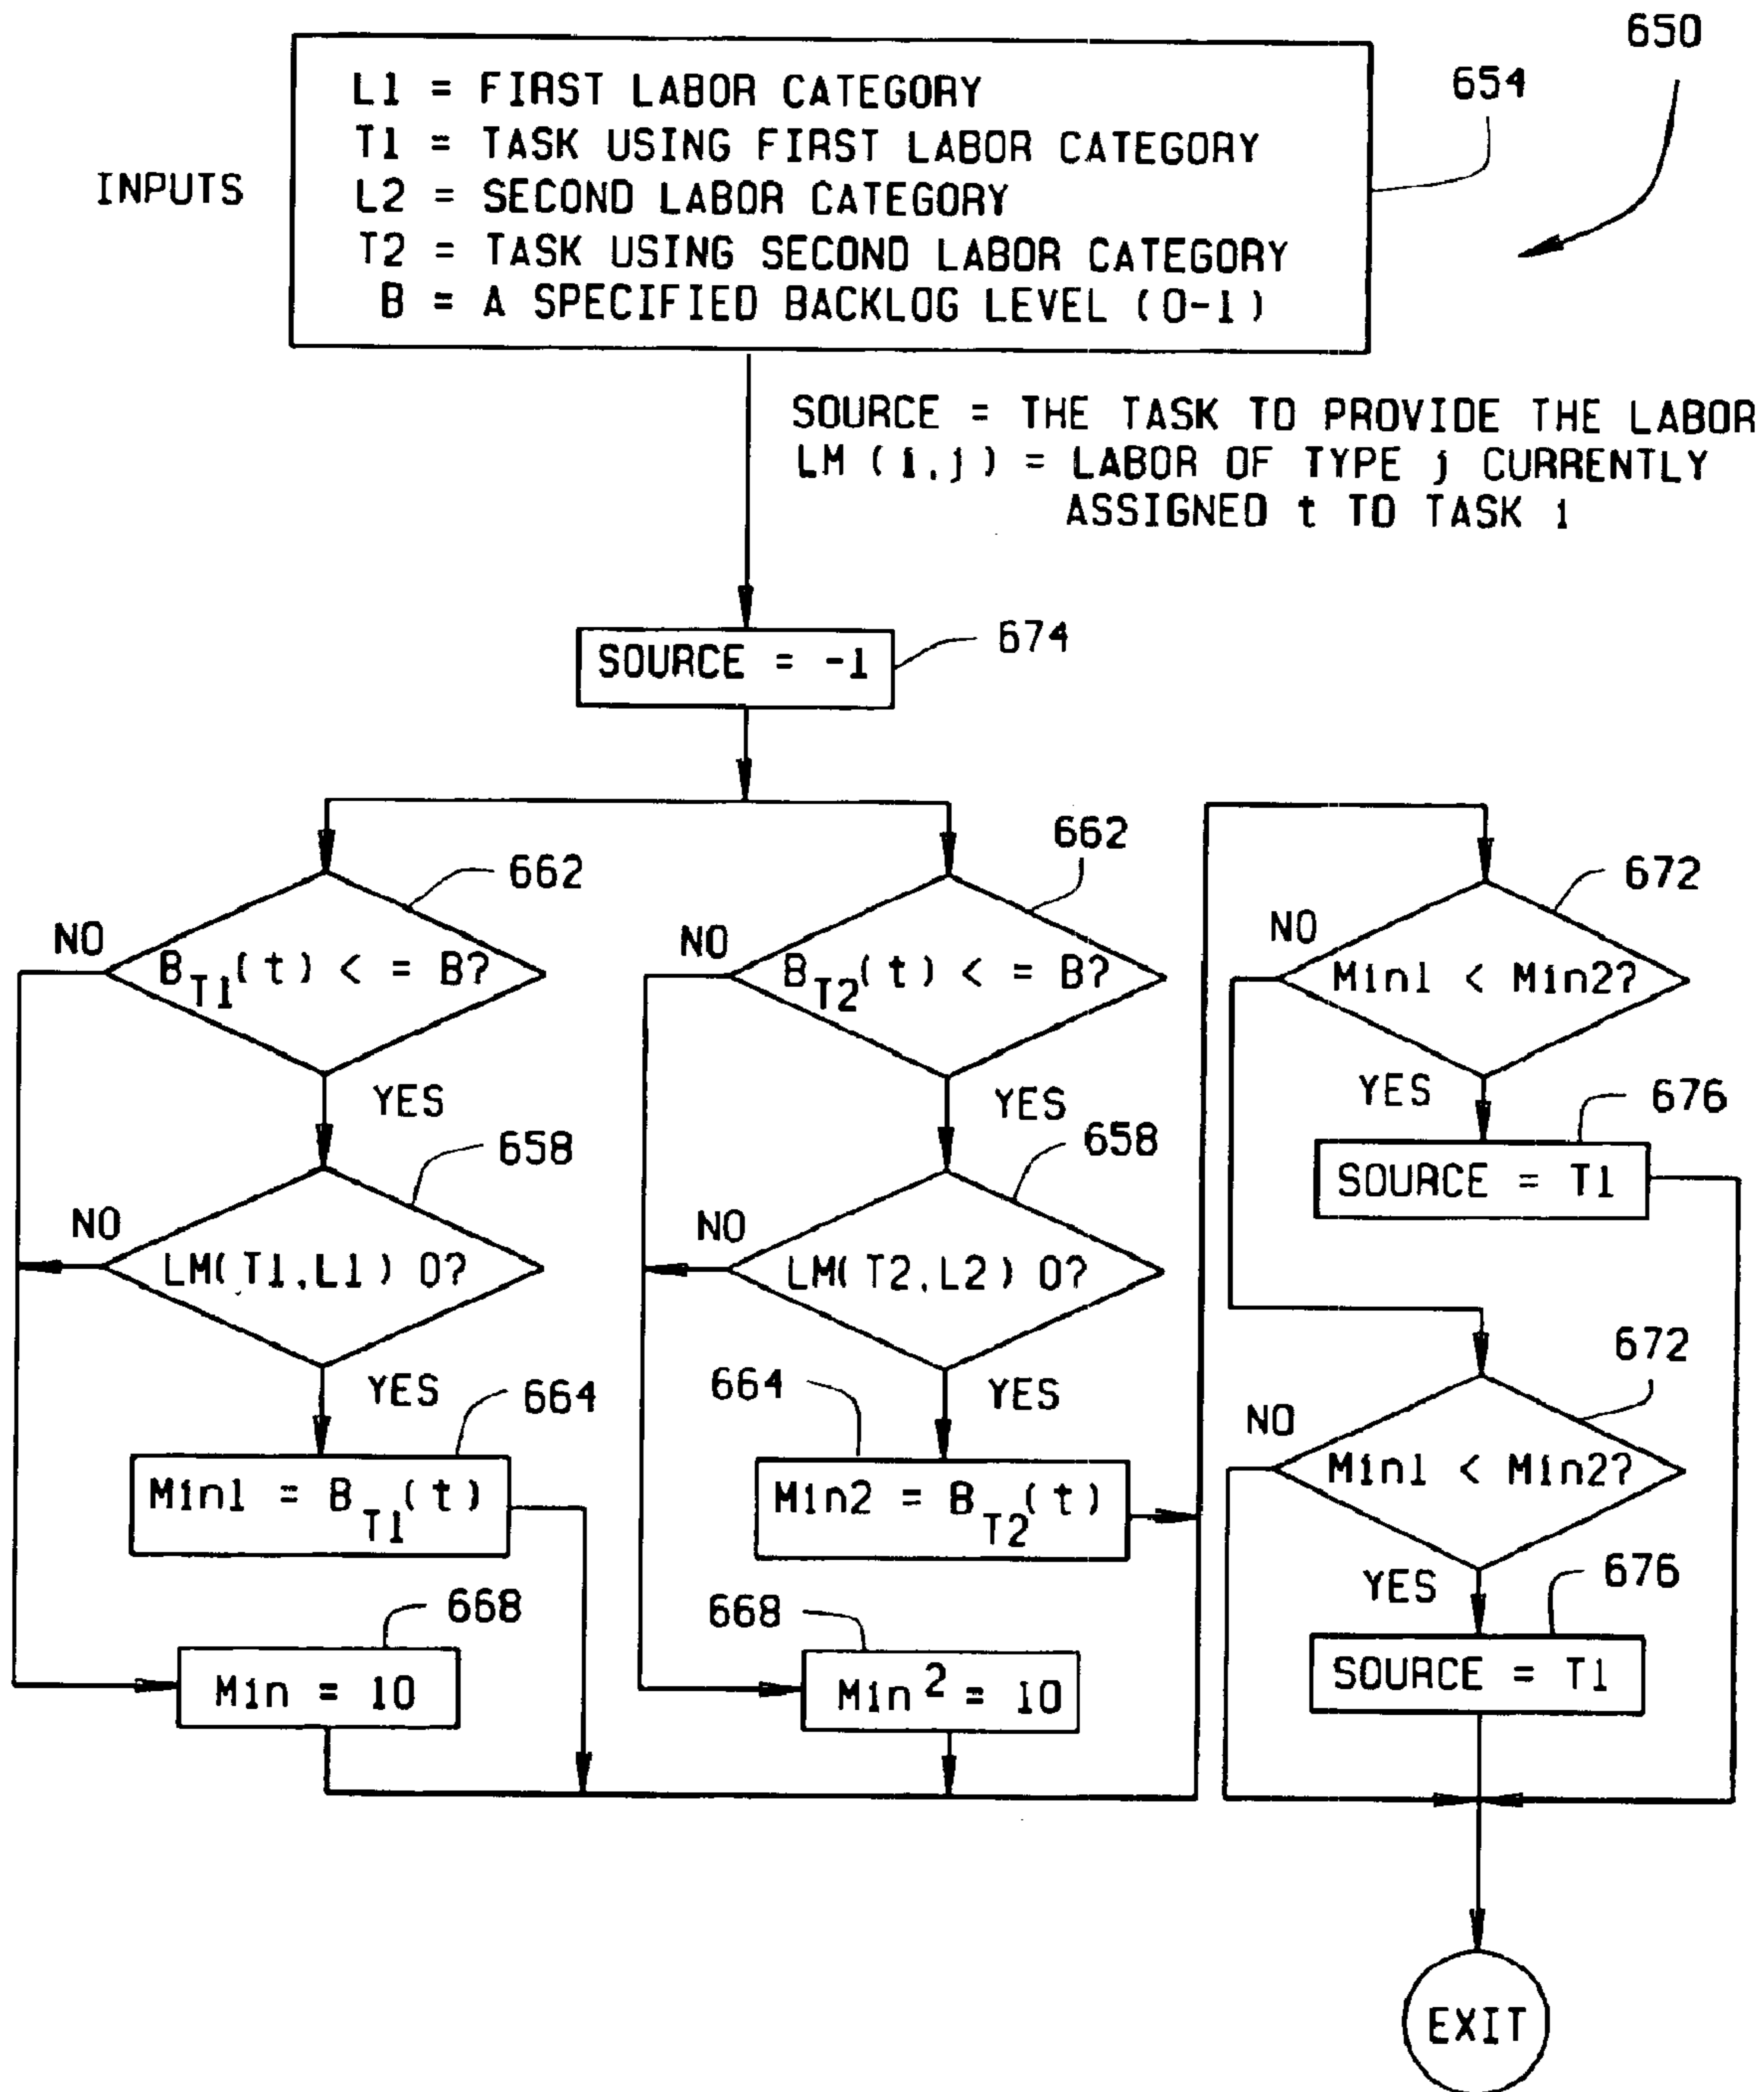 650
654
INPUTS
L1 = FIRST LABOR CATEGORY
T1 = TASK USING FIRST LABOR CATEGORY
L2 = SECOND LABOR CATEGORY
T2 = TASK USING SECOND LABOR CATEGORY
B = A SPECIFIED BACKLOG LEVEL (0-1)
SOURCE = THE TASK TO PROVIDE THE LABOR
LM (i,j) = LABOR OF TYPE j CURRENTLY
ASSIGNED t TO TASK i
SOURCE = -1
674
662
NO
B_T1(t) < = B?
YES
658
NO
LM(T1,L1) 0?
YES
664
Min1 = B_T1(t)
668
Min = 10
662
NO
B_T2(t) < = B?
YES
658
NO
LM(T2,L2) 0?
YES
664
Min2 = B_T2(t)
668
Min² = 10
672
NO
Min1 < Min2?
YES
676
SOURCE = T1
672
NO
Min1 < Min2?
YES
676
SOURCE = T1
EXIT